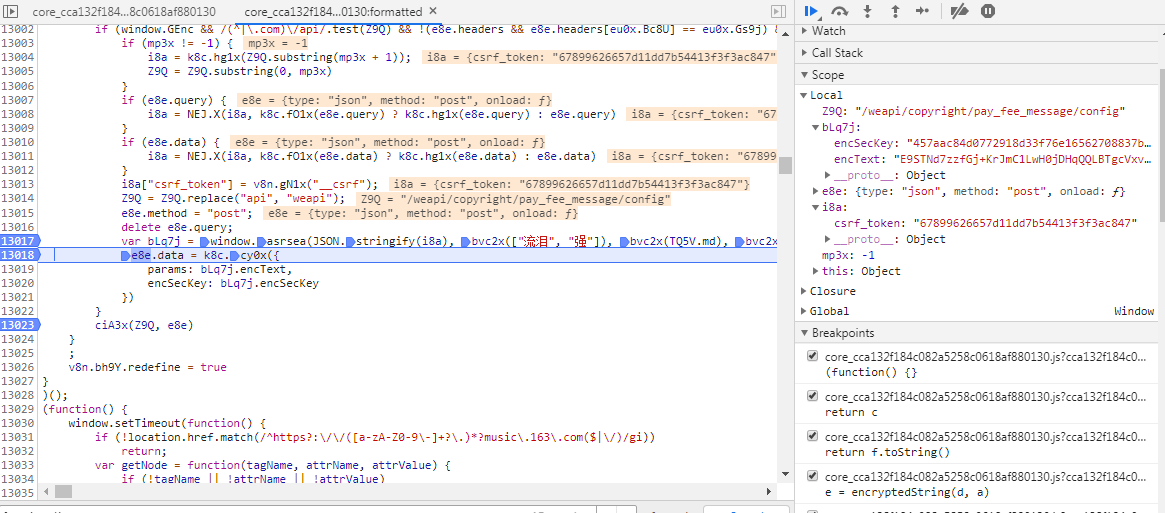 core_cca132f184...8c0618af880130
core_cca132f184...0130:formatted ×
13002 if (window.GEnc && /(^|\.com)\/api/.test(Z9Q) && !(e8e.headers && e8e.headers[eu0x.Bc8U] == eu0x.Gs9j)
13003 if (mp3x != -1) { mp3x = -1
13004 i8a = k8c.hg1x(Z9Q.substring(mp3x + 1)); i8a = {csrf_token: "67899626657d11dd7b54413f3f3ac847"
13005 Z9Q = Z9Q.substring(0, mp3x)
13006 }
13007 if (e8e.query) { e8e = {type: "json", method: "post", onload: ƒ}
13008 i8a = NEJ.X(i8a, k8c.fO1x(e8e.query) ? k8c.hg1x(e8e.query) : e8e.query) i8a = {csrf_token: "67
13009 }
13010 if (e8e.data) { e8e = {type: "json", method: "post", onload: ƒ}
13011 i8a = NEJ.X(i8a, k8c.fO1x(e8e.data) ? k8c.hg1x(e8e.data) : e8e.data) i8a = {csrf_token: "67899
13012 }
13013 i8a["csrf_token"] = v8n.gN1x("__csrf"); i8a = {csrf_token: "67899626657d11dd7b54413f3f3ac847"}
13014 Z9Q = Z9Q.replace("api", "weapi"); Z9Q = "/weapi/copyright/pay_fee_message/config"
13015 e8e.method = "post"; e8e = {type: "json", method: "post", onload: ƒ}
13016 delete e8e.query;
13017 var bLq7j = window.asrsea(JSON.stringify(i8a), bvc2x(["流泪", "强"]), bvc2x(TQ5V.md), bvc2x
13018 e8e.data = k8c.cy0x({
13019 params: bLq7j.encText,
13020 encSecKey: bLq7j.encSecKey
13021 })
13022 }
13023 ciA3x(Z9Q, e8e)
13024 }
13025 ;
13026 v8n.bh9Y.redefine = true
13027 }
13028 )();
13029 (function() {
13030 window.setTimeout(function() {
13031 if (!location.href.match(/^https?:\/\/([a-zA-Z0-9\-]+?\.)*?music\.163\.com($|\/)/gi))
13032 return;
13033 var getNode = function(tagName, attrName, attrValue) {
13034 if (!tagName || !attrName || !attrValue)
13035
Watch
Call Stack
Scope
Local
Z9Q: "/weapi/copyright/pay_fee_message/config"
bLq7j:
encSecKey: "457aac84d0772918d33f76e16562708837b…
encText: "E9STNd7zzfGj+KrJmC1LwH0jDHqQQLBTgcVxv…
__proto__: Object
e8e: {type: "json", method: "post", onload: ƒ}
i8a:
csrf_token: "67899626657d11dd7b54413f3f3ac847"
__proto__: Object
mp3x: -1
this: Object
Closure
Global Window
Breakpoints
core_cca132f184c082a5258c0618af880130.js?cca132f184c0…
(function() {}
core_cca132f184c082a5258c0618af880130.js?cca132f184c0…
return c
core_cca132f184c082a5258c0618af880130.js?cca132f184c0…
return f.toString()
core_cca132f184c082a5258c0618af880130.js?cca132f184c0…
e = encryptedString(d, a)